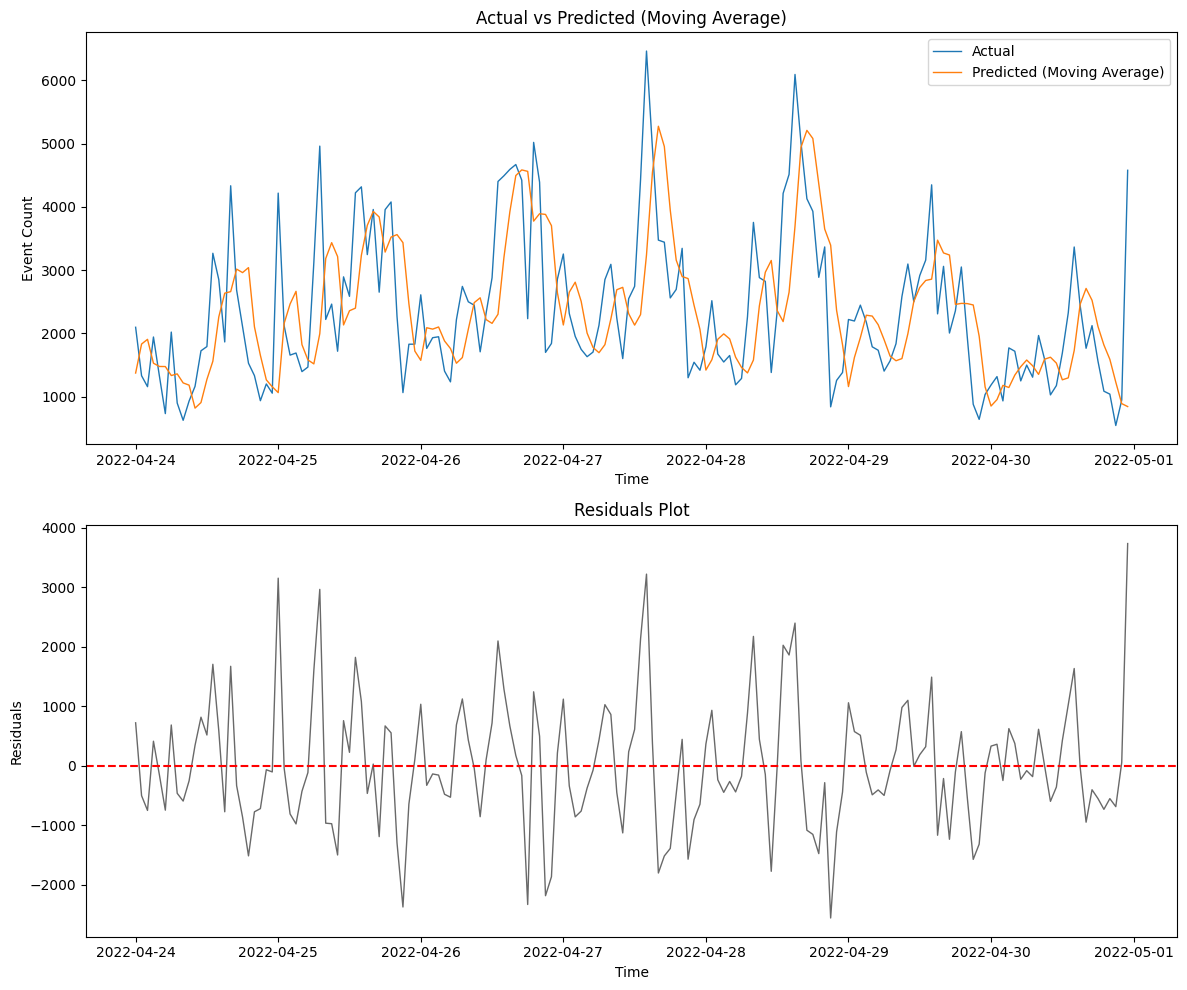 Actual vs Predicted (Moving Average)
Actual
Predicted (Moving Average)
6000
5000
4000
3000
2000
1000
Event Count
2022-04-24 2022-04-25 2022-04-26 2022-04-27 2022-04-28 2022-04-29 2022-04-30 2022-05-01
Time
Residuals Plot
4000
3000
2000
1000
0
−1000
−2000
Residuals
2022-04-24 2022-04-25 2022-04-26 2022-04-27 2022-04-28 2022-04-29 2022-04-30 2022-05-01
Time